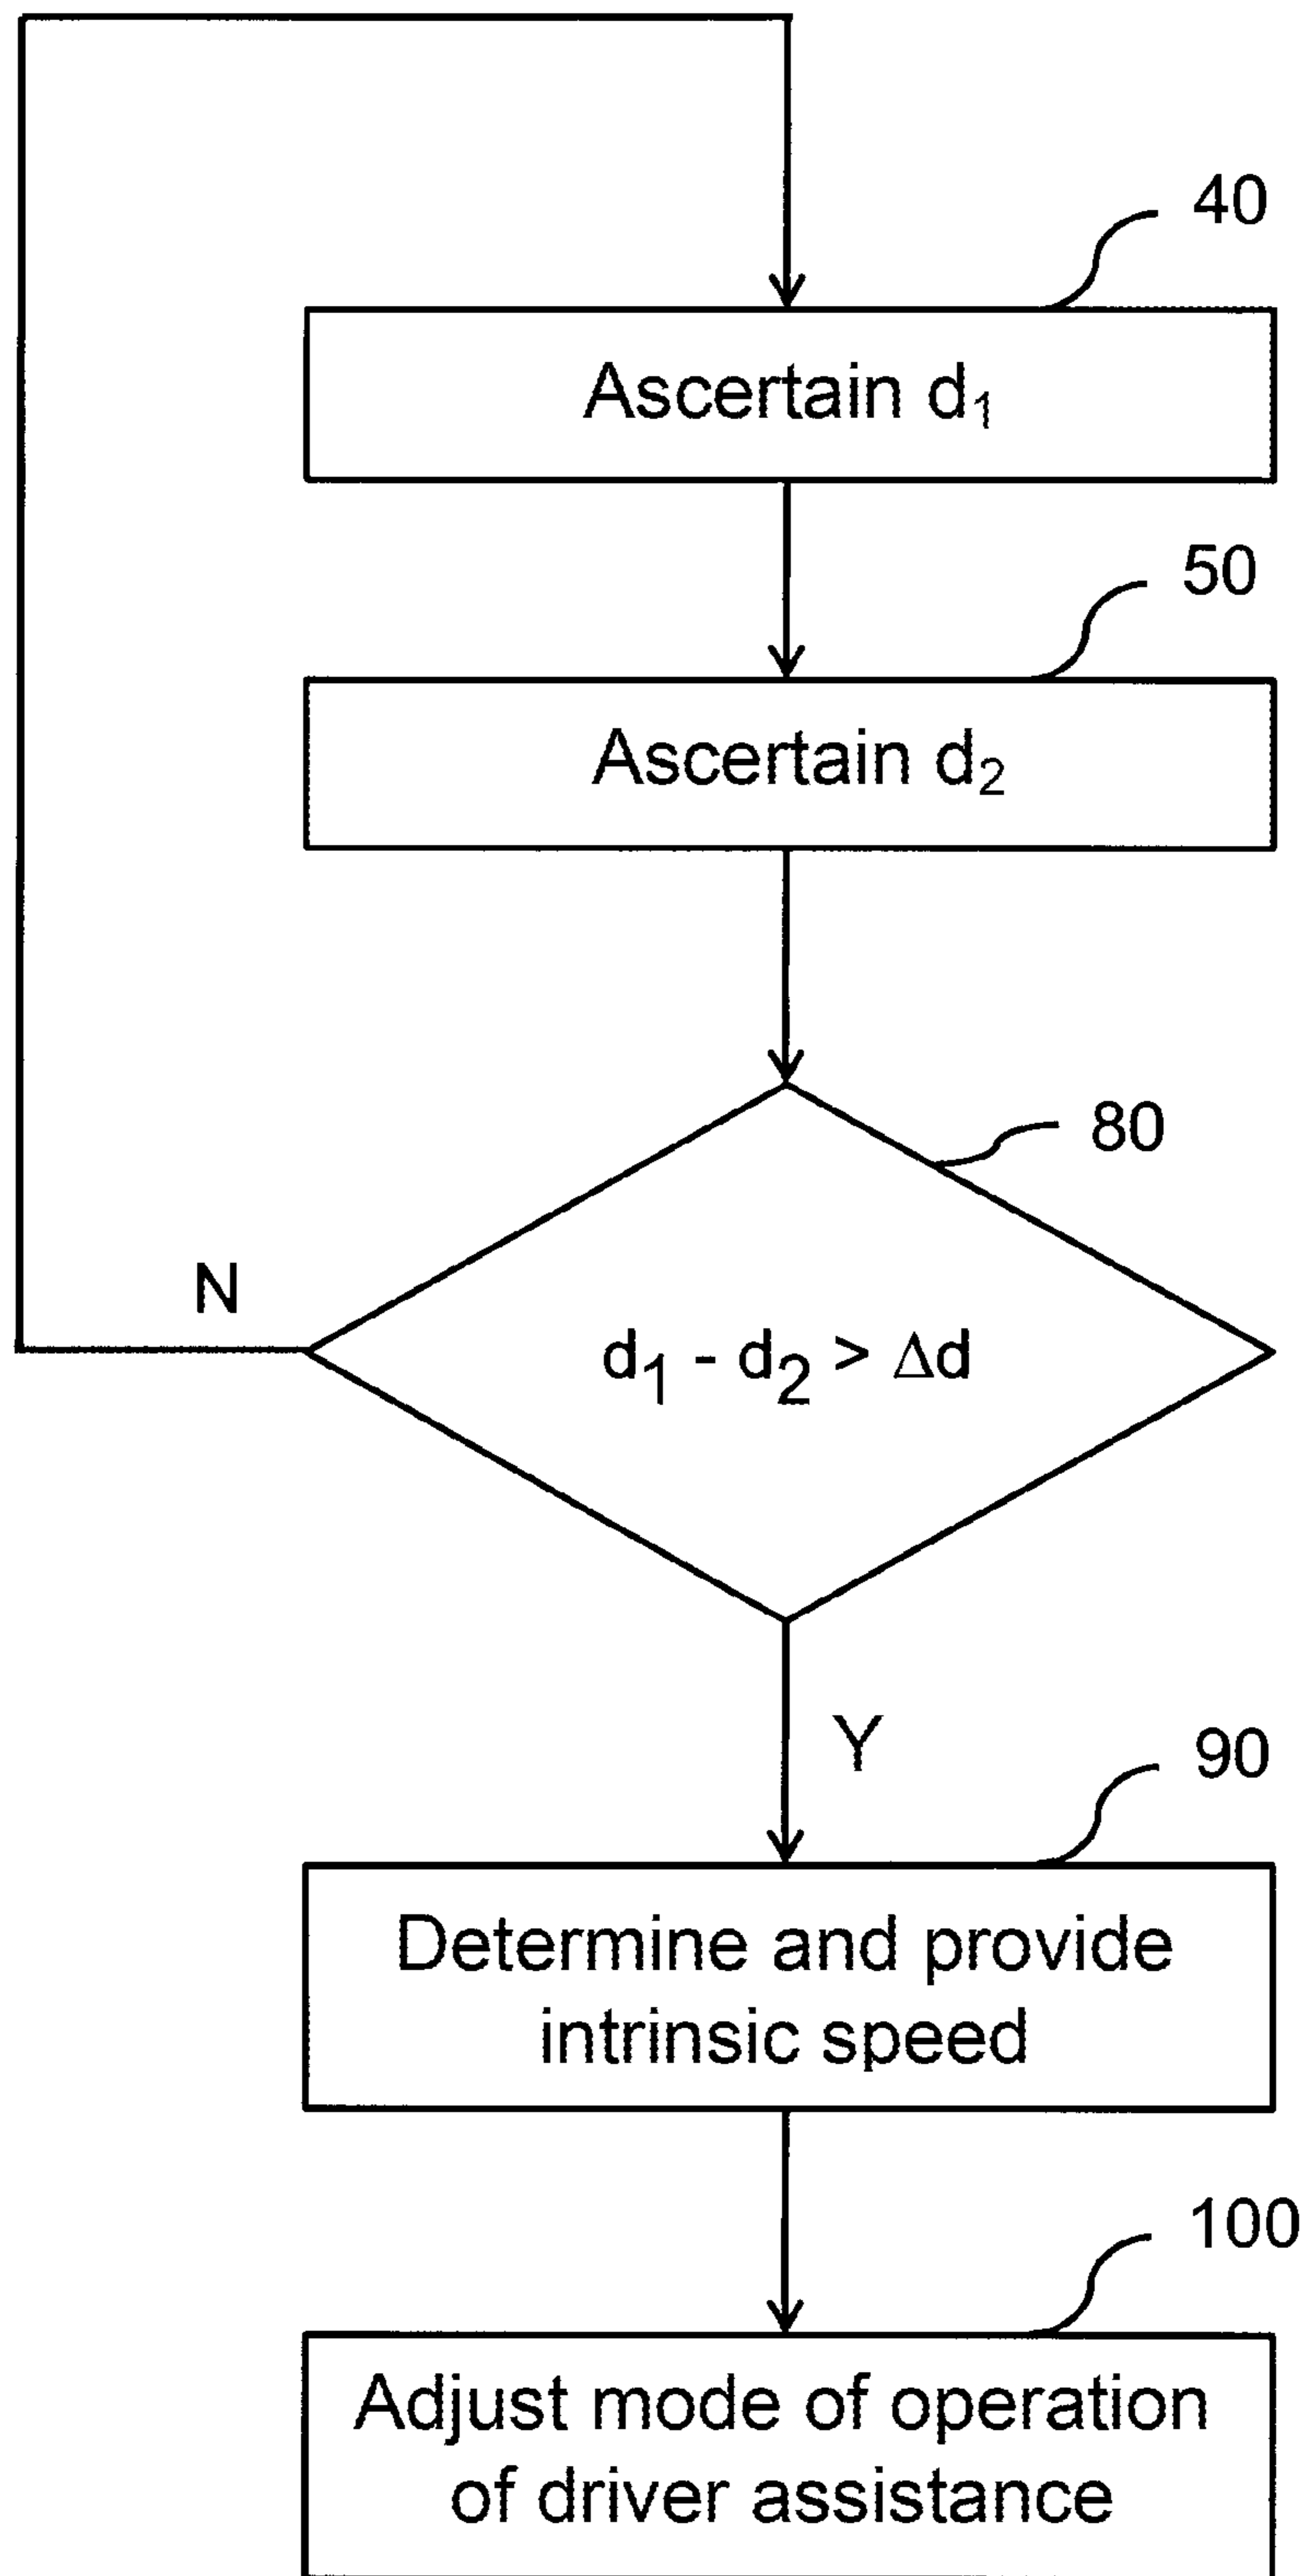 40
Ascertain d₁
50
Ascertain d₂
80
N
d₁ - d₂ > Δd
Y
90
Determine and provide
intrinsic speed
100
Adjust mode of operation
of driver assistance